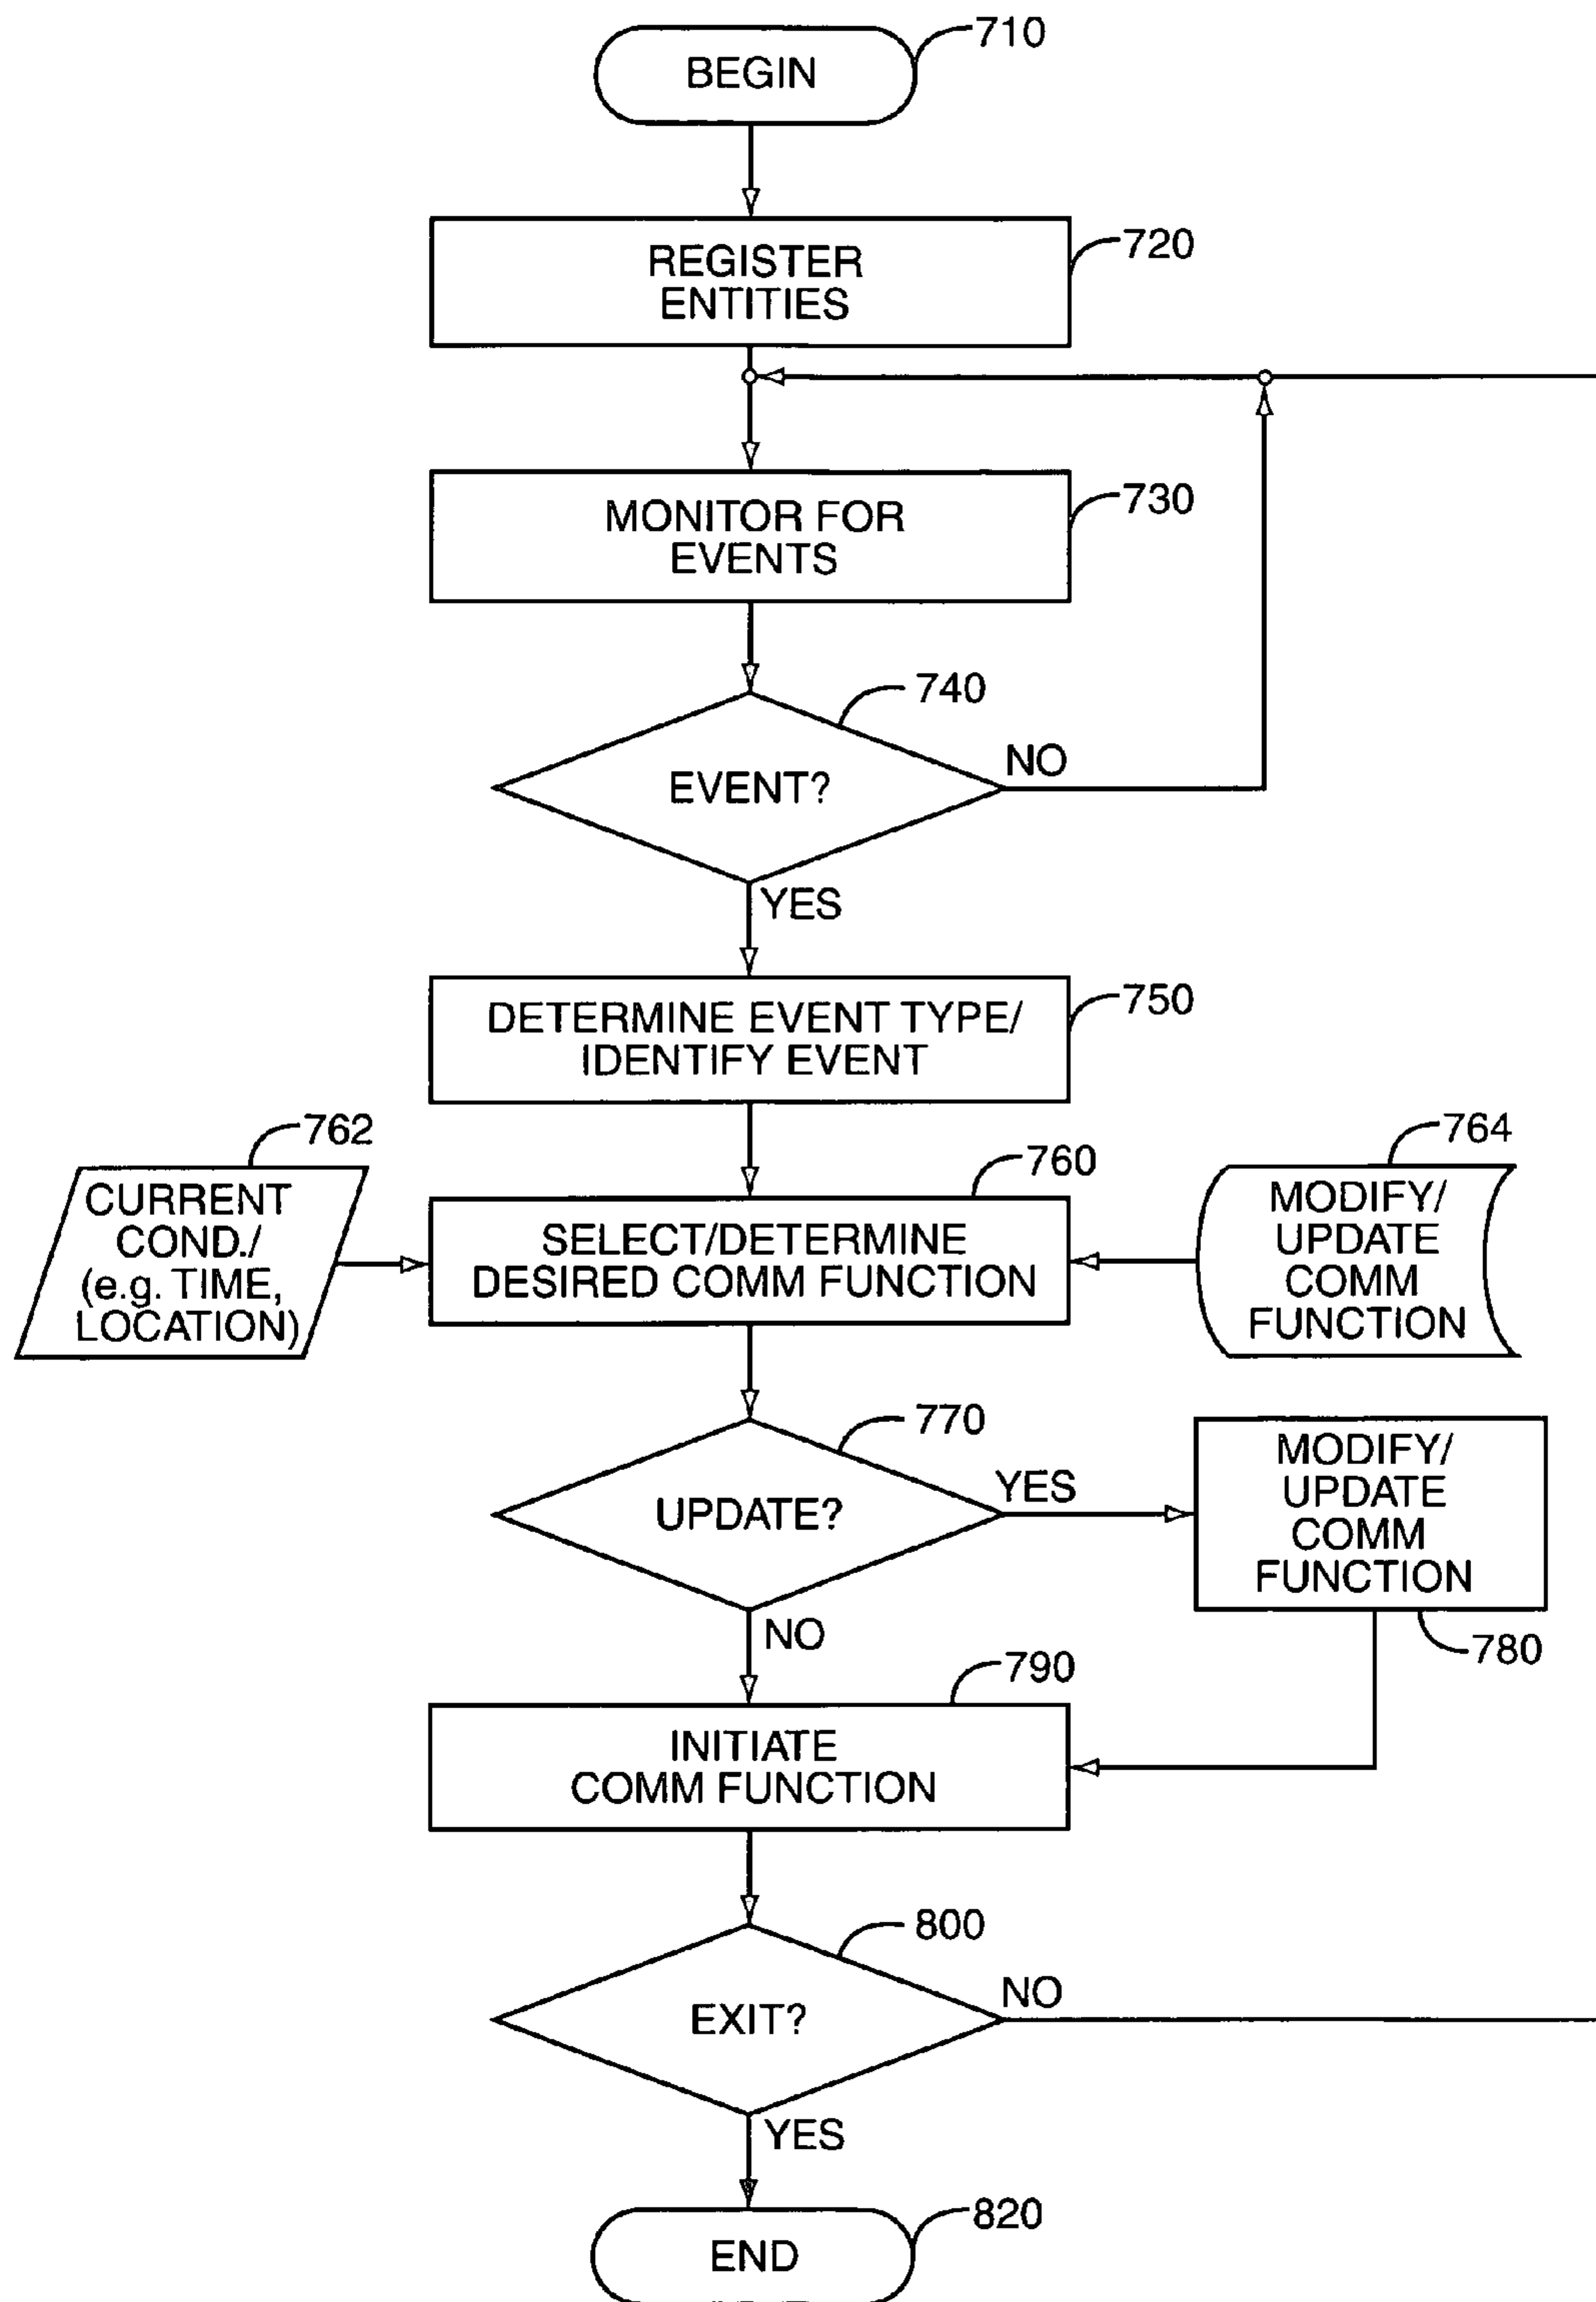 BEGIN
710
REGISTER
ENTITIES
720
MONITOR FOR
EVENTS
730
740
EVENT?
NO
YES
DETERMINE EVENT TYPE/
IDENTIFY EVENT
750
762
CURRENT
COND./
(e.g. TIME,
LOCATION)
760
SELECT/DETERMINE
DESIRED COMM FUNCTION
764
MODIFY/
UPDATE
COMM
FUNCTION
770
UPDATE?
YES
NO
MODIFY/
UPDATE
COMM
FUNCTION
780
790
INITIATE
COMM FUNCTION
800
EXIT?
NO
YES
820
END